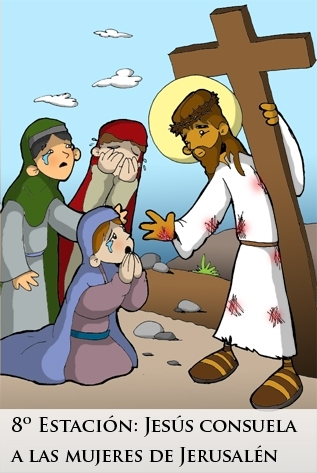 8º Estación: Jesús consuela
a las mujeres de Jerusalén